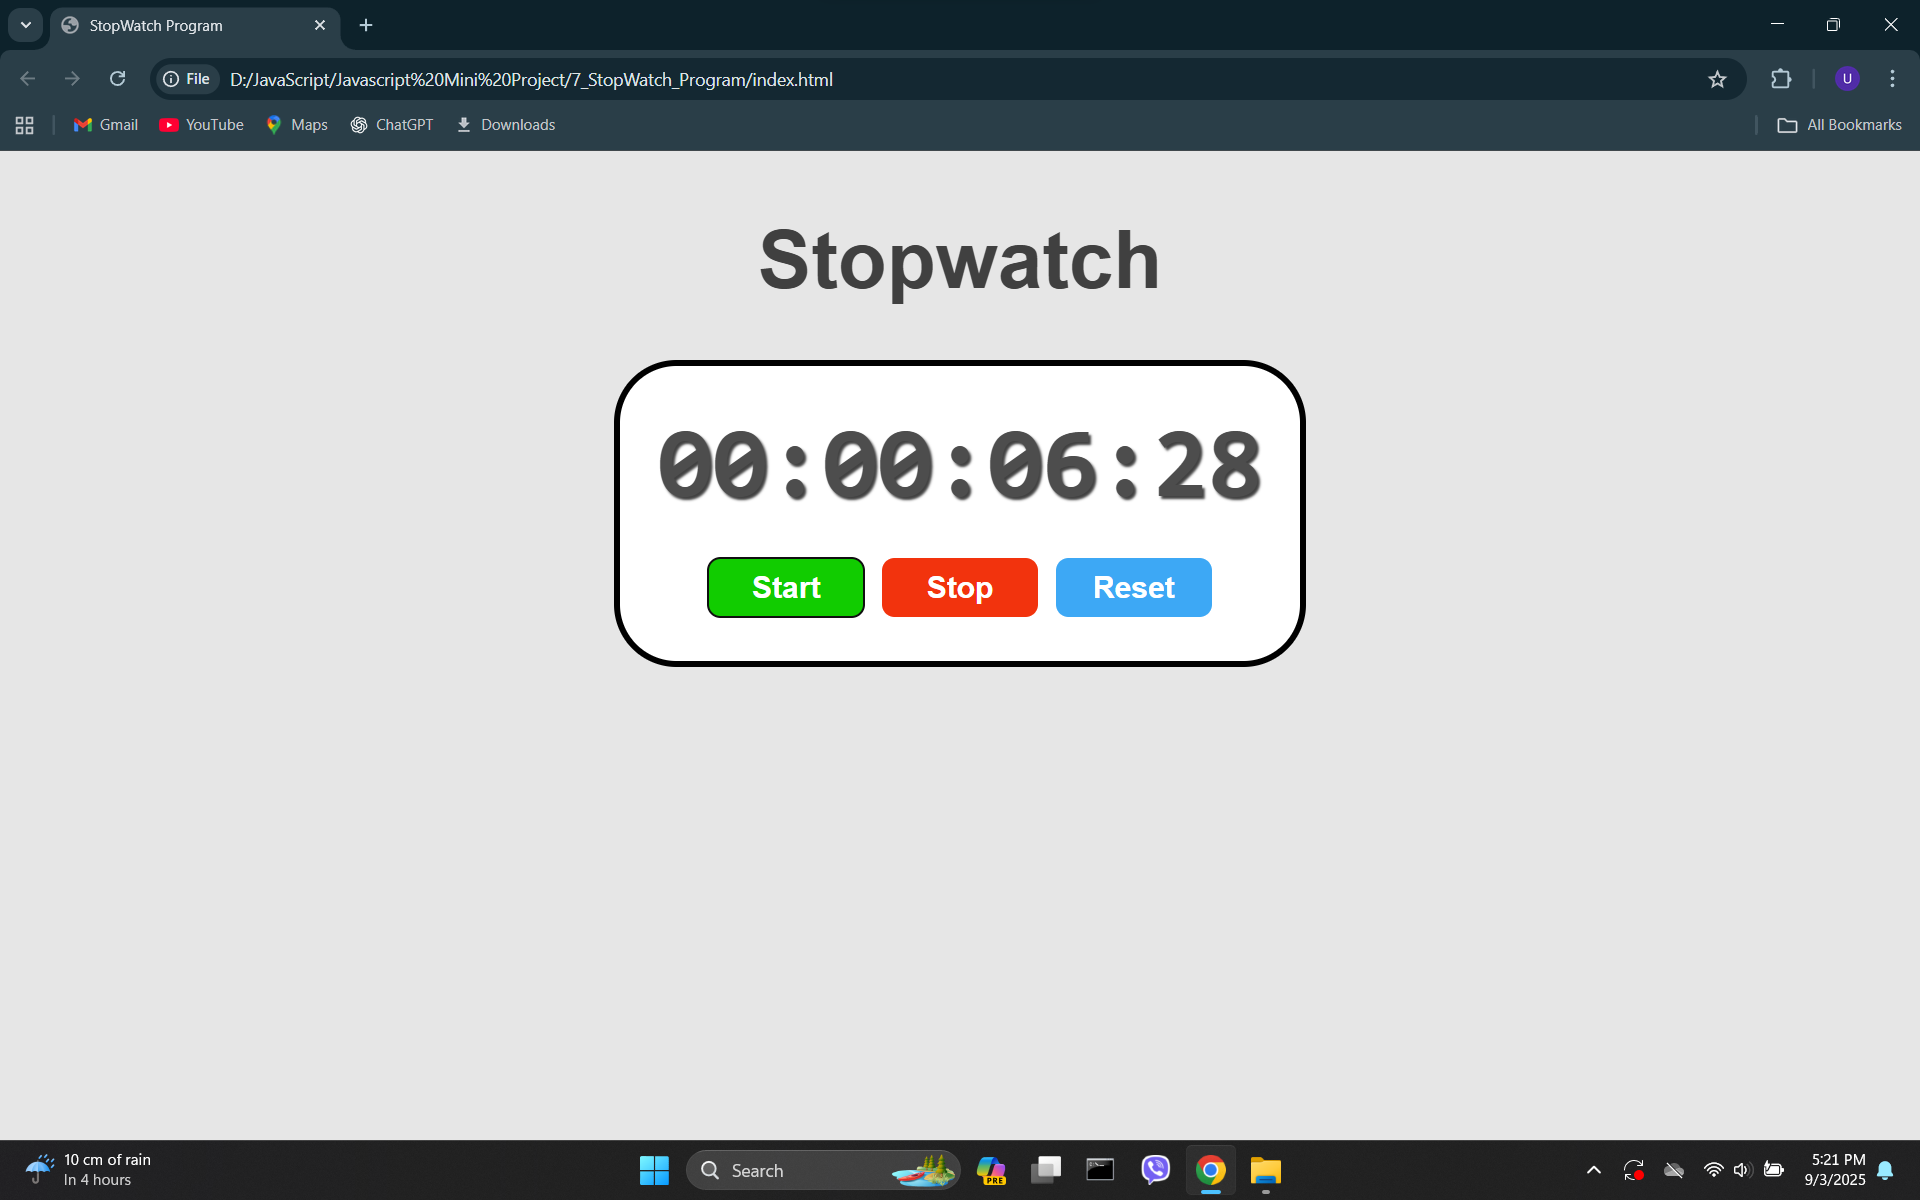 StopWatch Program
File D:/JavaScript/Javascript%20Mini%20Project/7_StopWatch_Program/index.html U
Gmail YouTube Maps ChatGPT Downloads All Bookmarks
Stopwatch
00:00:06:28
Start Stop Reset
10 cm of rain
In 4 hours
Search
PRE
5:21 PM
9/3/2025